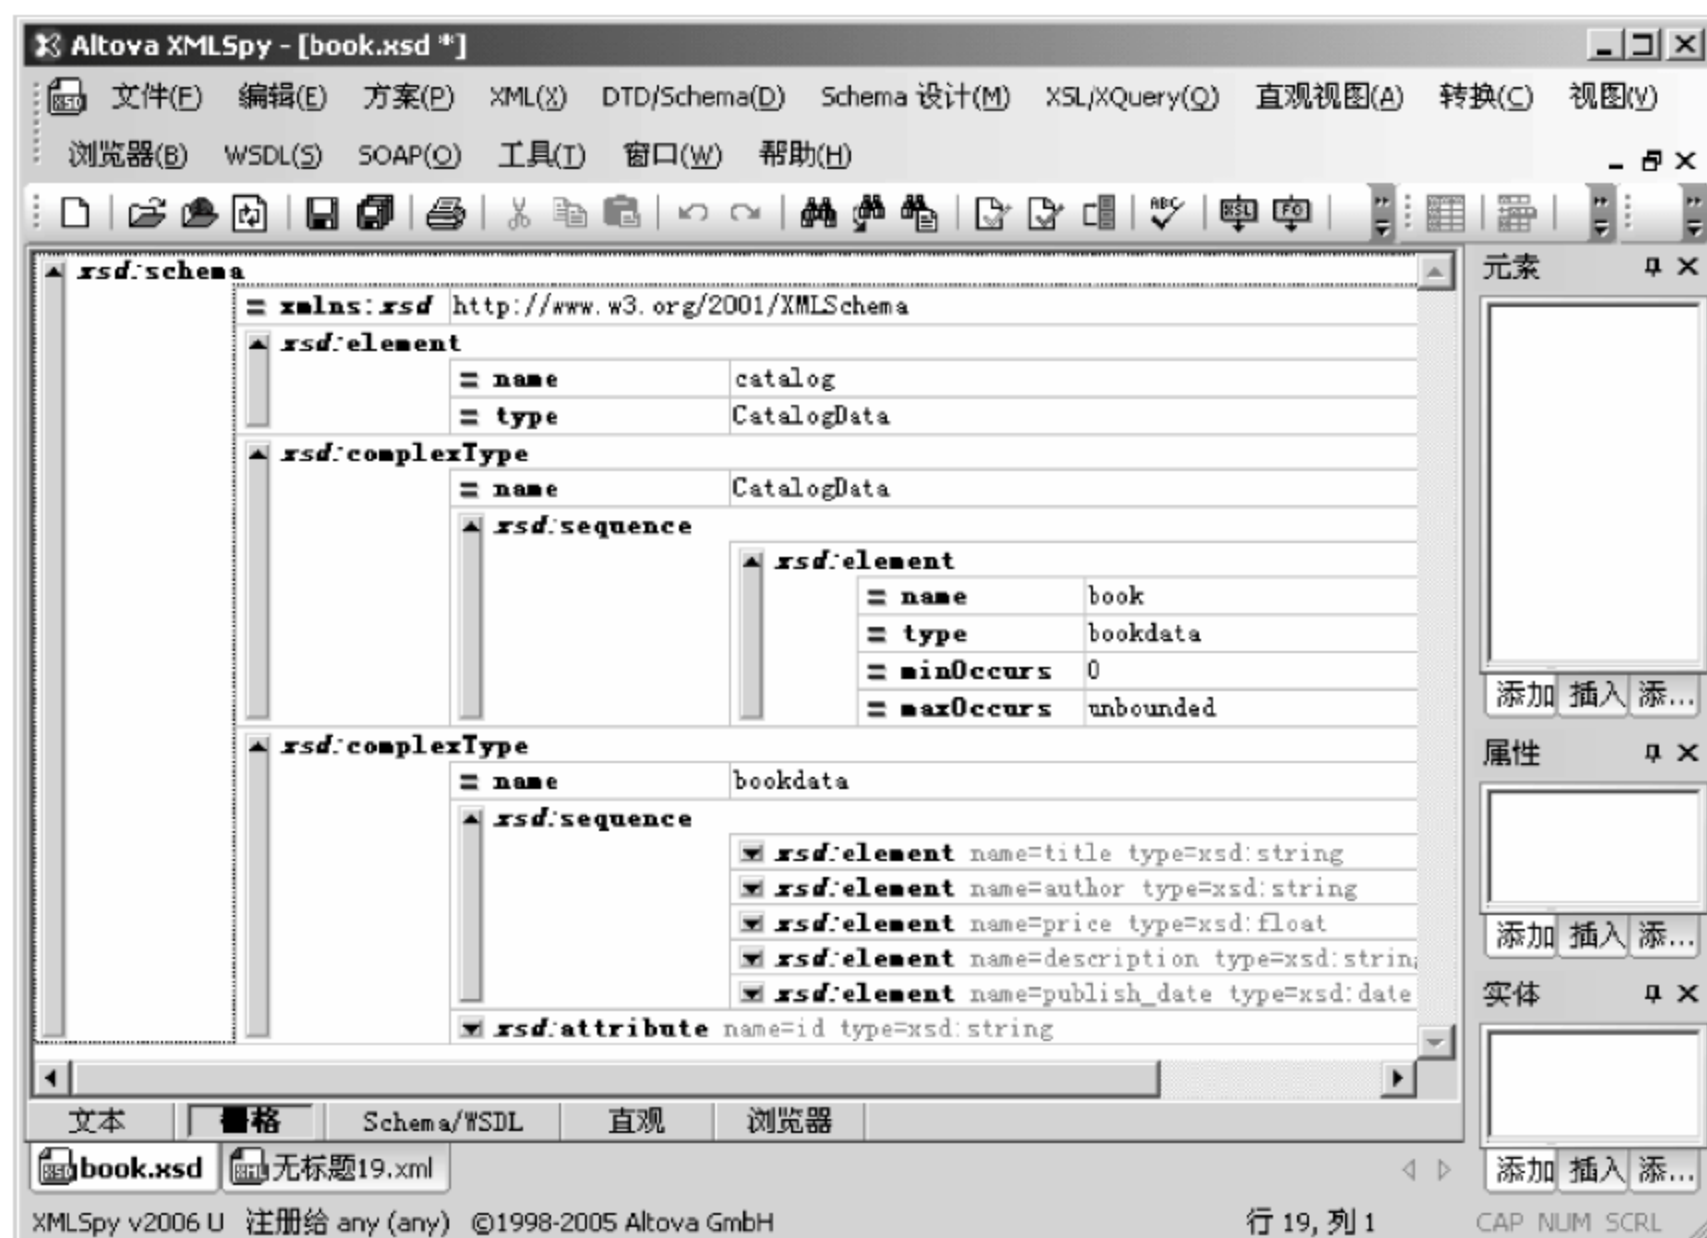 Altova XMLSpy - [book.xsd *]
文件(F) 编辑(E) 方案(P) XML(X) DTD/Schema(D) Schema 设计(M) XSL/XQuery(Q) 直观视图(A) 转换(C) 视图(V)
浏览器(B) WSDL(S) SOAP(O) 工具(T) 窗口(W) 帮助(H)
xsd:schema
= xmlns:xsd http://www.w3.org/2001/XMLSchema
xsd:element
= name catalog
= type CatalogData
xsd:complexType
= name CatalogData
xsd:sequence
xsd:element
= name book
= type bookdata
= minOccurs 0
= maxOccurs unbounded
xsd:complexType
= name bookdata
xsd:sequence
xsd:element name=title type=xsd:string
xsd:element name=author type=xsd:string
xsd:element name=price type=xsd:float
xsd:element name=description type=xsd:string
xsd:element name=publish_date type=xsd:date
xsd:attribute name=id type=xsd:string
元素
添加 插入 添...
属性
添加 插入 添...
实体
添加 插入 添...
文本 格 Schema/WSDL 直观 浏览器
book.xsd 无标题19.xml
XMLSpy v2006 U 注册给 any (any) ©1998-2005 Altova GmbH 行 19, 列 1 CAP NUM SCRL